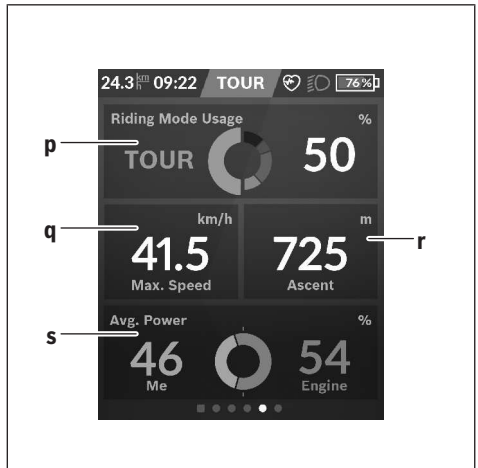 24.3 km/h 09:22 TOUR 76 %
Riding Mode Usage %
p
TOUR 50
q
km/h m
41.5 725
r
Max. Speed Ascent
Avg. Power %
s
46 54
Me Engine